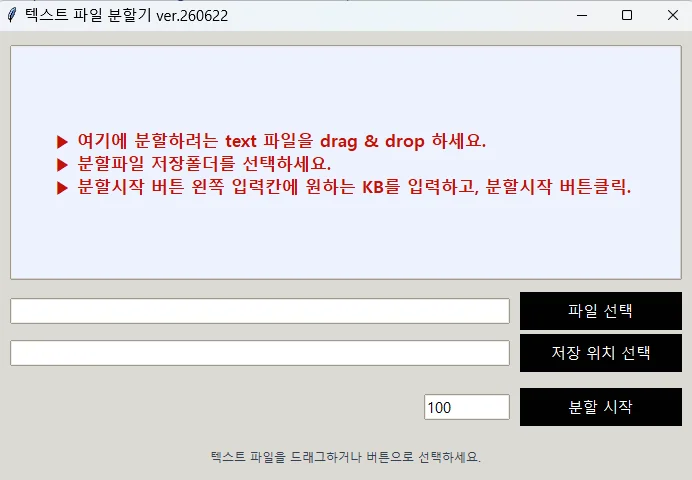 텍스트 파일 분할기 ver.260622
▶ 여기에 분할하려는 text 파일을 drag & drop 하세요.
▶ 분할파일 저장폴더를 선택하세요.
▶ 분할시작 버튼 왼쪽 입력칸에 원하는 KB를 입력하고, 분할시작 버튼클릭.
파일 선택
저장 위치 선택
100 분할 시작
텍스트 파일을 드래그하거나 버튼으로 선택하세요.